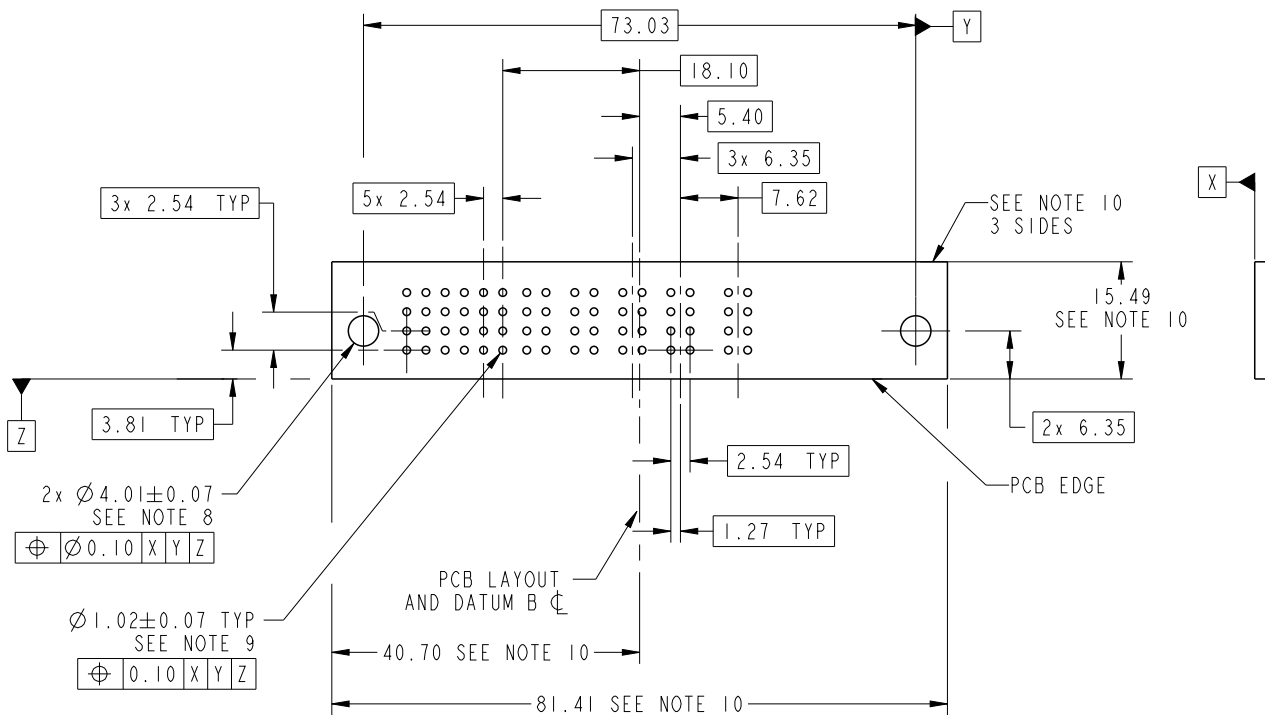 73.03
Y
18.10
5.40
3x 6.35
5x 2.54
7.62
3x 2.54 TYP
X
SEE NOTE 10
3 SIDES
15.49
SEE NOTE 10
Z
3.81 TYP
2x 6.35
2.54 TYP
PCB EDGE
2x Ø4.01±0.07
SEE NOTE 8
⌖ Ø0.10 X Y Z
1.27 TYP
PCB LAYOUT
AND DATUM B ℄
Ø1.02±0.07 TYP
SEE NOTE 9
⌖ 0.10 X Y Z
40.70 SEE NOTE 10
81.41 SEE NOTE 10